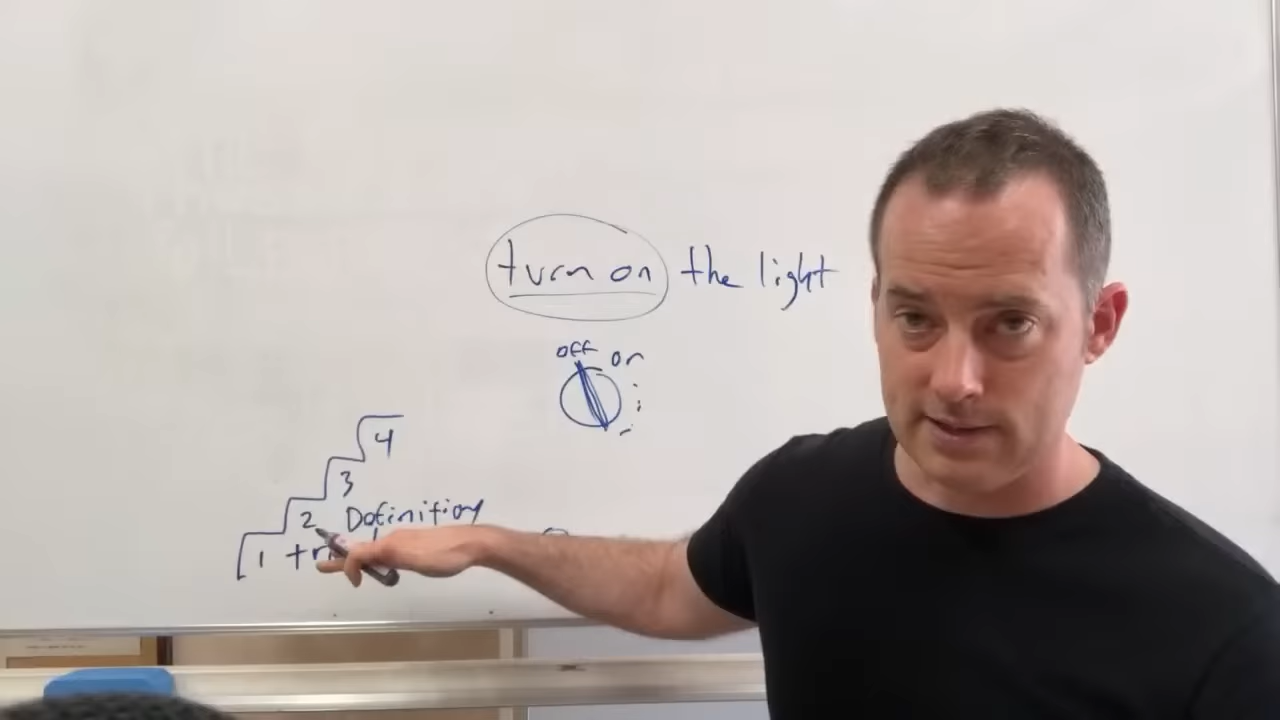 turn on the light
off on
4
3
2 Definition
1